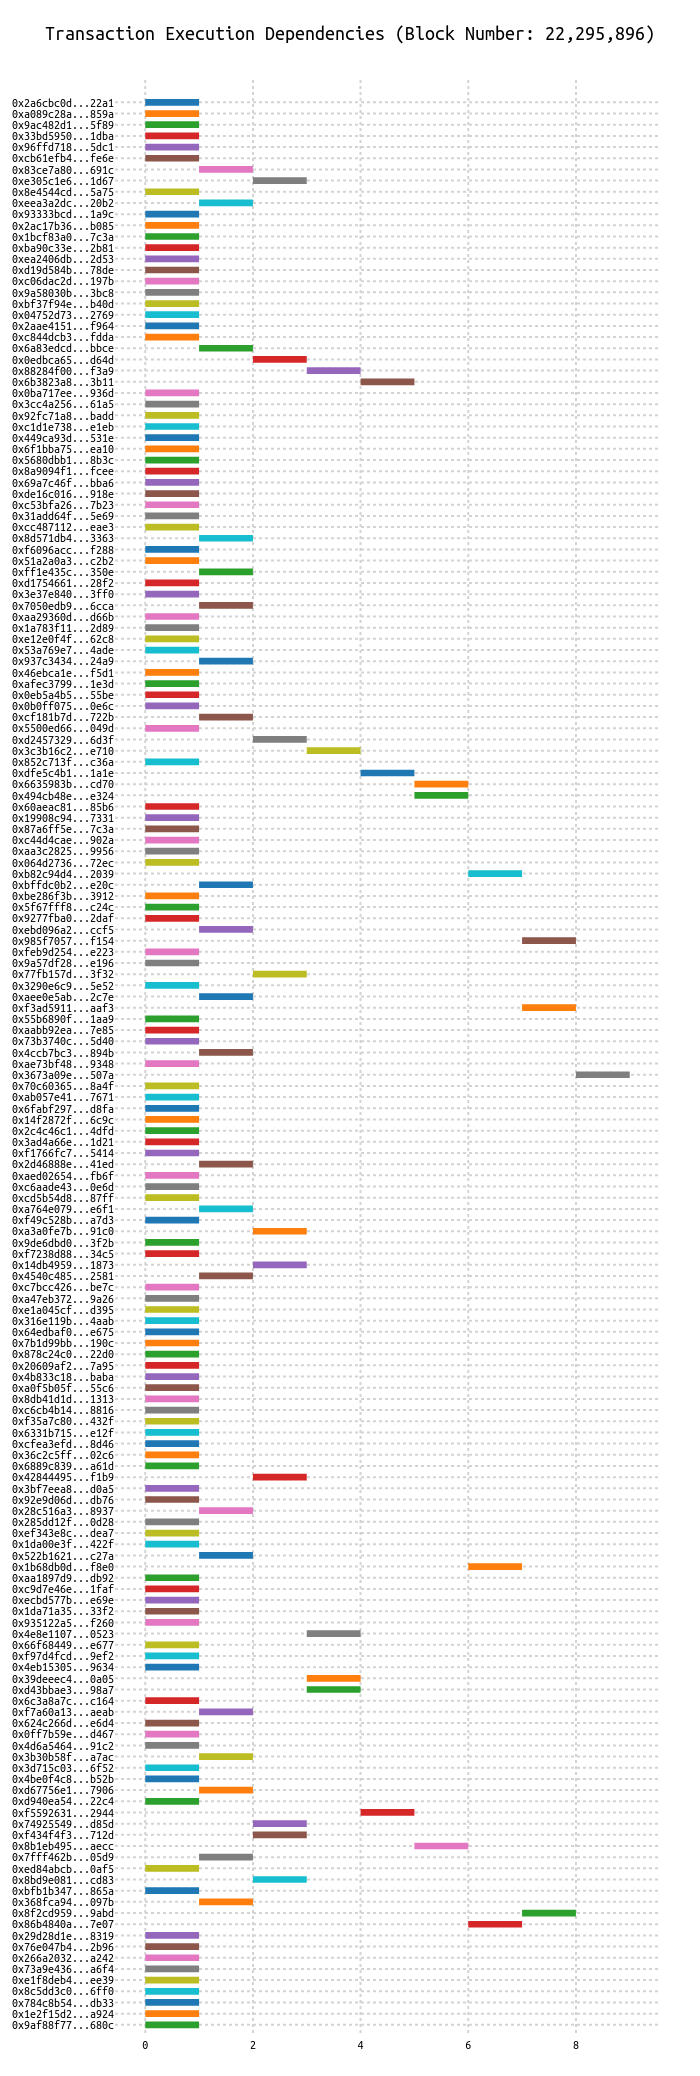 Transaction Execution Dependencies (Block Number: 22,295,896)
0x2a6cbc0d...22a1
0xa089c28a...859a
0x9ac482d1...5f89
0x33bd5950...1dba
0x96ffd718...5dc1
0xcb61efb4...fe6e
0x83ce7a80...691c
0xe305c1e6...1d67
0x8e4544cd...5a75
0xeea3a2dc...20b2
0x93333bcd...1a9c
0x2ac17b36...b085
0x1bcf83a0...7c3a
0xba90c33e...2b81
0xea2406db...2d53
0xd19d584b...78de
0xc06dac2d...197b
0x9a58030b...3bc8
0xbf37f94e...b40d
0x04752d73...2769
0x2aae4151...f964
0xc844dcb3...fdda
0x6a83edcd...bbce
0x0edbca65...d64d
0x88284f00...f3a9
0x6b3823a8...3b11
0x0ba717ee...936d
0x3cc4a256...61a5
0x92fc71a8...badd
0xc1d1e738...e1eb
0x449ca93d...531e
0x6f1bba75...ea10
0x5680dbb1...8b3c
0x8a9094f1...fcee
0x69a7c46f...bba6
0xde16c016...918e
0xc53bfa26...7b23
0x31add64f...5e69
0xcc487112...eae3
0x8d571db4...3363
0xf6096acc...f288
0x51a2a0a3...c2b2
0xff1e435c...350e
0xd1754661...28f2
0x3e37e840...3ff0
0x7050edb9...6cca
0xaa29360d...d66b
0x1a783f11...2d89
0xe12e0f4f...62c8
0x53a769e7...4ade
0x937c3434...24a9
0x46ebca1e...f5d1
0xafec3799...1e3d
0x0eb5a4b5...55be
0x0b0ff075...0e6c
0xcf181b7d...722b
0x5500ed66...049d
0xd2457329...6d3f
0x3c3b16c2...e710
0x852c713f...c36a
0xdfe5c4b1...1a1e
0x6635983b...cd70
0x494cb48e...e324
0x60aeac81...85b6
0x19908c94...7331
0x87a6ff5e...7c3a
0xc44d4cae...902a
0xaa3c2825...9956
0x064d2736...72ec
0xb82c94d4...2039
0xbffdc0b2...e20c
0xbe286f3b...3912
0x5f67fff8...c24c
0x9277fba0...2daf
0xebd096a2...ccf5
0x985f7057...f154
0xfeb9d254...e223
0x9a57df28...e196
0x77fb157d...3f32
0x3290e6c9...5e52
0xaee0e5ab...2c7e
0xf3ad5911...aaf3
0x55b6890f...1aa9
0xaabb92ea...7e85
0x73b3740c...5d40
0x4ccb7bc3...894b
0xae73bf48...9348
0x3673a09e...507a
0x70c60365...8a4f
0xab057e41...7671
0x6fabf297...d8fa
0x14f2872f...6c9c
0x2c4c46c1...4dfd
0x3ad4a66e...1d21
0xf1766fc7...5414
0x2d46888e...41ed
0xaed02654...fb6f
0xc6aade43...0e6d
0xcd5b54d8...87ff
0xa764e079...e6f1
0xf49c528b...a7d3
0xa3a0fe7b...91c0
0x9de6dbd0...3f2b
0xf7238d88...34c5
0x14db4959...1873
0x4540c485...2581
0xc7bcc426...be7c
0xa47eb372...9a26
0xe1a045cf...d395
0x316e119b...4aab
0x64edbaf0...e675
0x7b1d99bb...190c
0x878c24c0...22d0
0x20609af2...7a95
0x4b833c18...baba
0xa0f5b05f...55c6
0x8db41d1d...1313
0xc6cb4b14...8816
0xf35a7c80...432f
0x6331b715...e12f
0xcfea3efd...8d46
0x36c2c5ff...02c6
0x6889c839...a61d
0x42844495...f1b9
0x3bf7eea8...d0a5
0x92e9d06d...db76
0x28c516a3...8937
0x285dd12f...0d28
0xef343e8c...dea7
0x1da00e3f...422f
0x522b1621...c27a
0x1b68db0d...f8e0
0xaa1897d9...db92
0xc9d7e46e...1faf
0xecbd577b...e69e
0x1da71a35...33f2
0x935122a5...f260
0x4e8e1107...0523
0x66f68449...e677
0xf97d4fcd...9ef2
0x4eb15305...9634
0x39deeec4...0a05
0xd43bbae3...98a7
0x6c3a8a7c...c164
0xf7a60a13...aeab
0x624c266d...e6d4
0x0ff7b59e...d467
0x4d6a5464...91c2
0x3b30b58f...a7ac
0x3d715c03...6f52
0x4be0f4c8...b52b
0xd67756e1...7906
0xd940ea54...22c4
0xf5592631...2944
0x74925549...d85d
0xf434f4f3...712d
0x8b1eb495...aecc
0x7fff462b...05d9
0xed84abcb...0af5
0x8bd9e081...cd83
0xbfb1b347...865a
0x368fca94...097b
0x8f2cd959...9abd
0x86b4840a...7e07
0x29d28d1e...8319
0x76e047b4...2b96
0x266a2032...a242
0x73a9e436...a6f4
0xe1f8deb4...ee39
0x8c5dd3c0...6ff0
0x784c8b54...db33
0x1e2f15d2...a924
0x9af88f77...680c
0 2 4 6 8